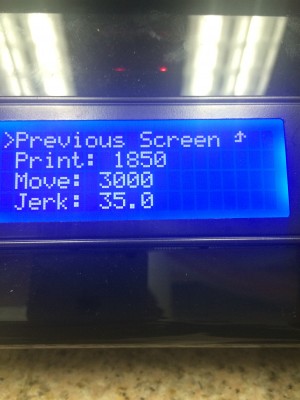 >Previous Screen ↑
Print: 1850
Move: 3000
Jerk: 35.0